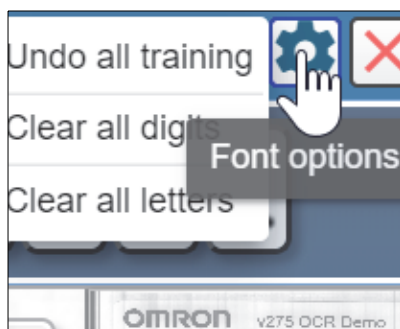 Undo all training
Clear all digits
Font options
Clear all letters
OMRON v275 OCR Demo